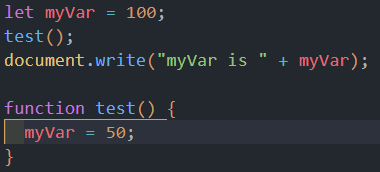 let myVar = 100;
test();
document.write("myVar is " + myVar);
function test() {
myVar = 50;
}